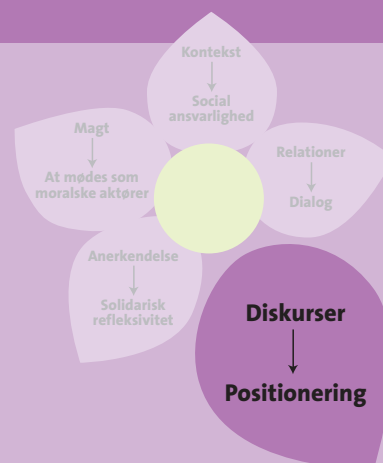 Kontekst
Social
ansvarlighed
Magt
At mødes som
moralske aktører
Relationer
Dialog
Anerkendelse
Solidarisk
refleksivitet
Diskurser
Positionering